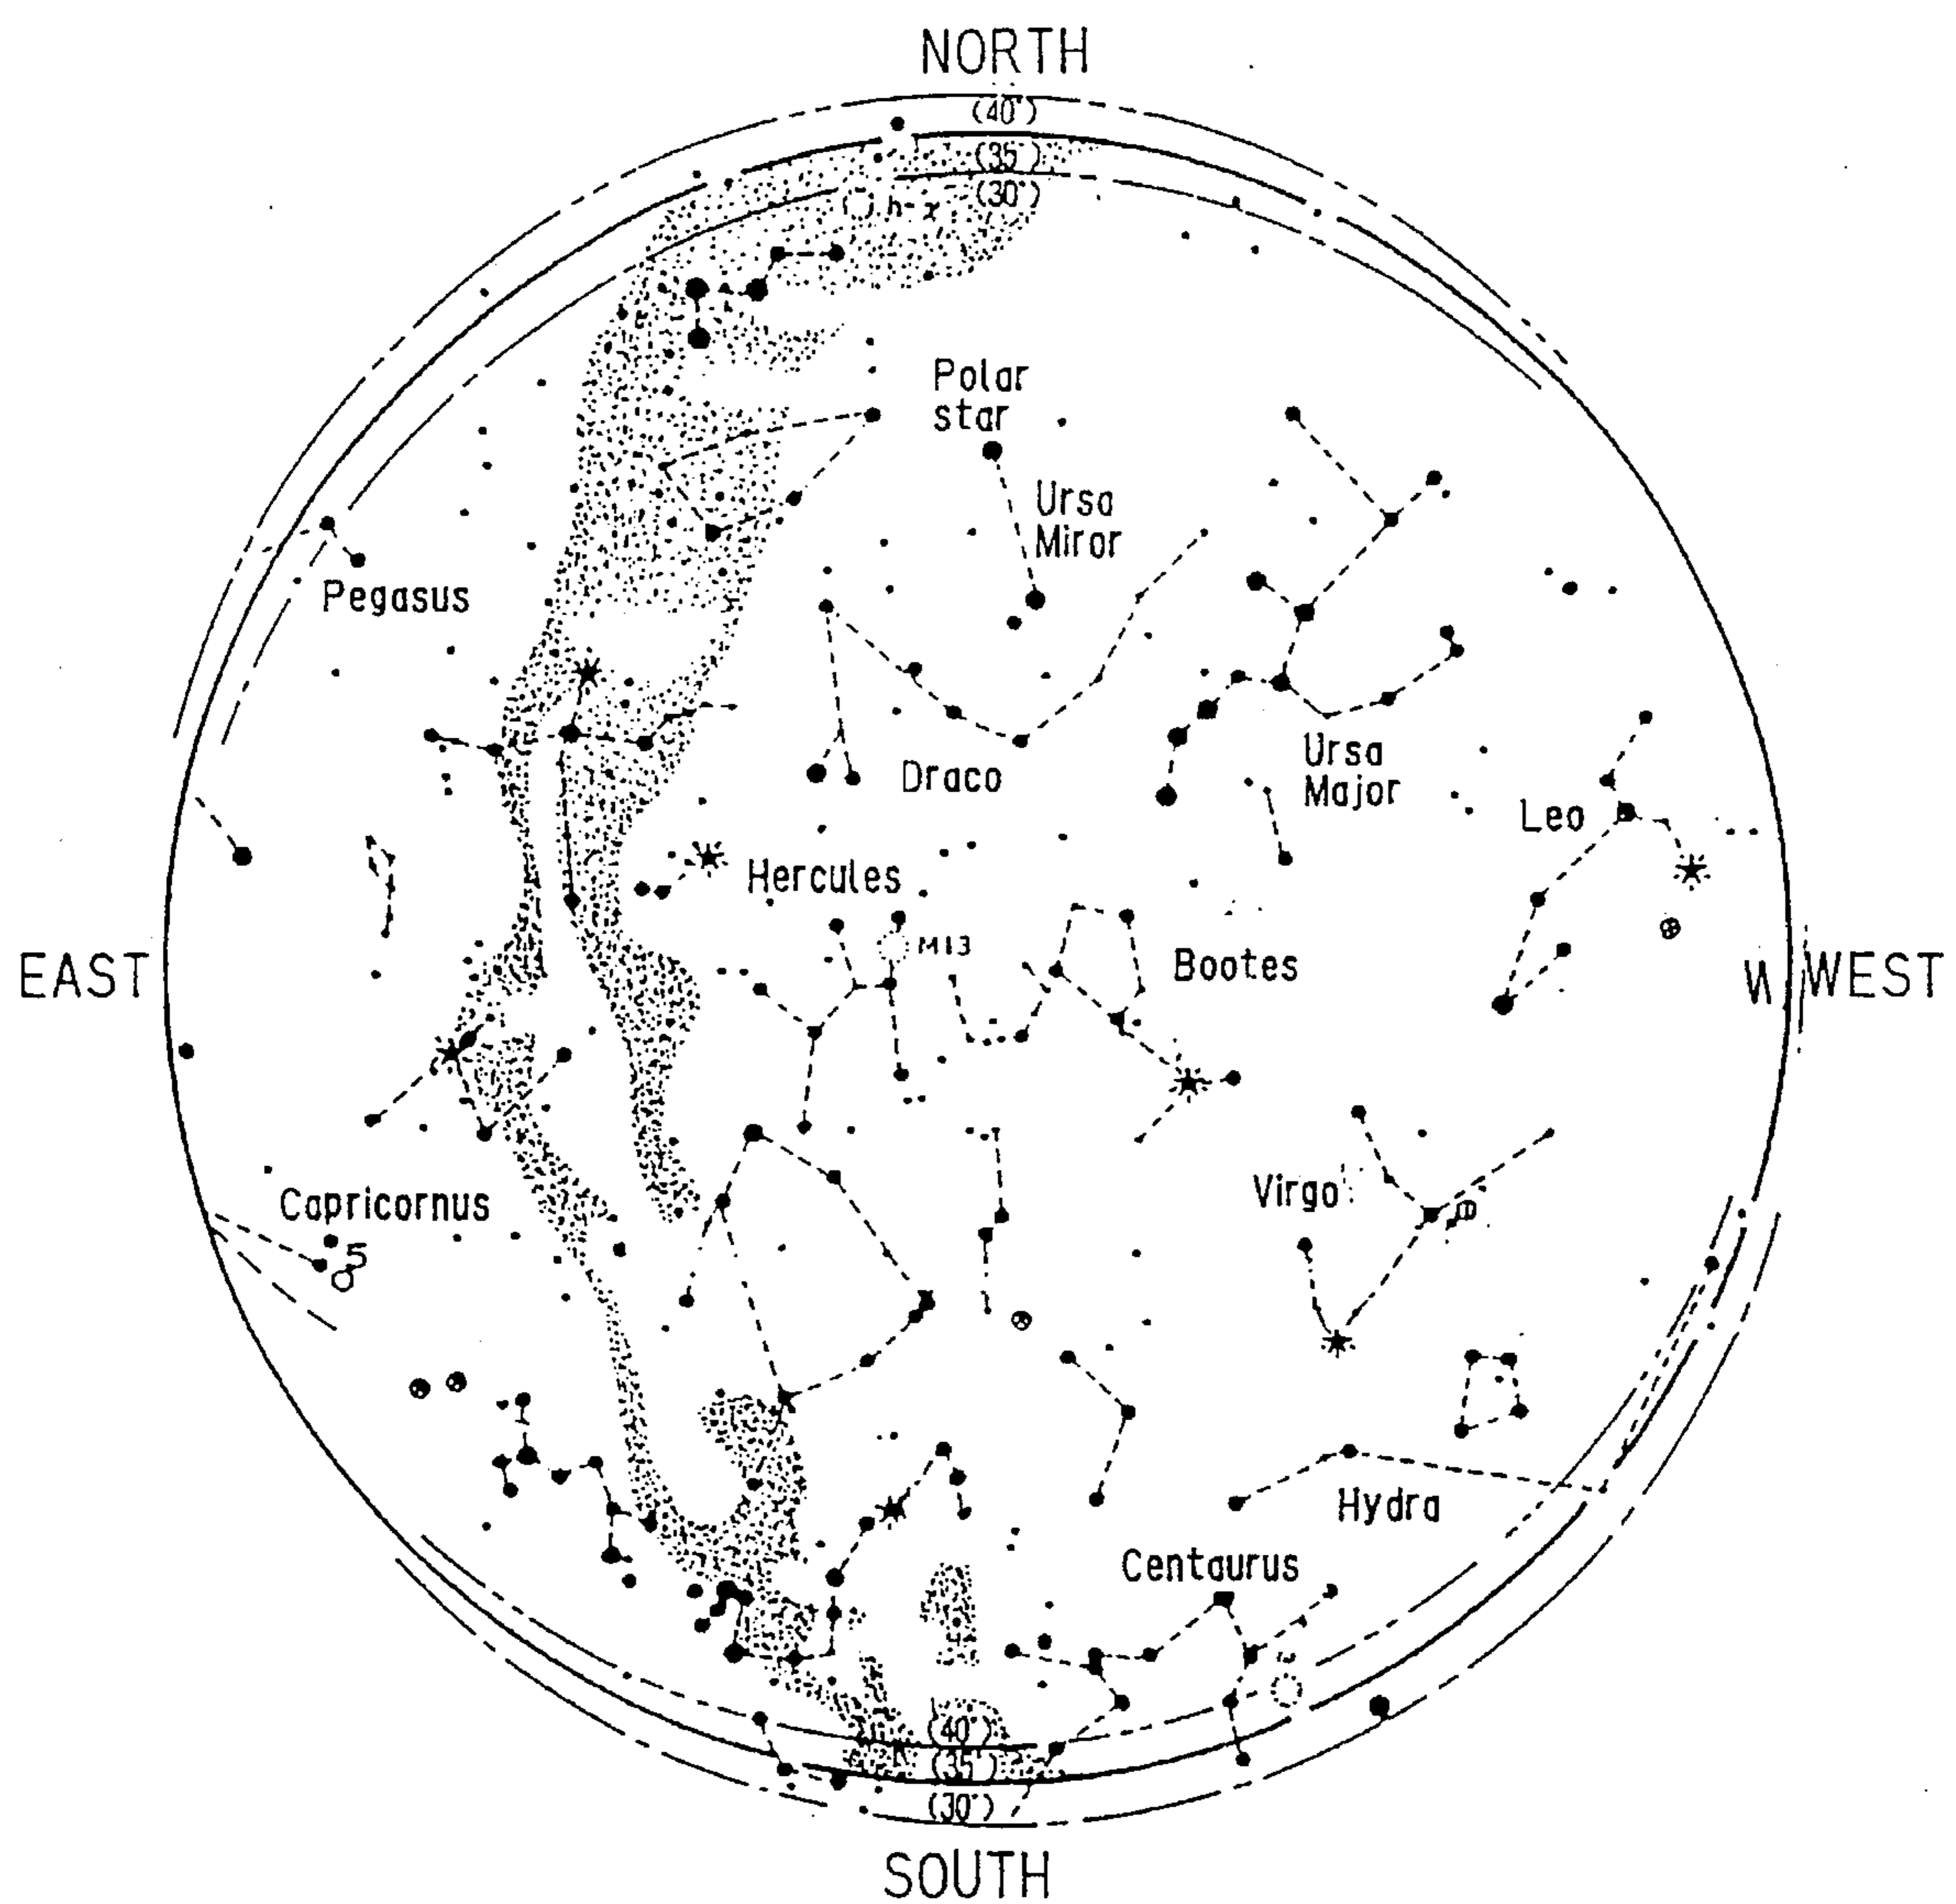 NORTH
(40°)
(35°)
(30°)
h-χ
Polar
star
Ursa
Miror
Pegasus
Draco
Ursa
Major
Leo
Hercules
M13
Bootes
EAST
WEST
Capricornus
5
Virgo
Hydra
Centaurus
(40°)
(35°)
(30°)
SOUTH